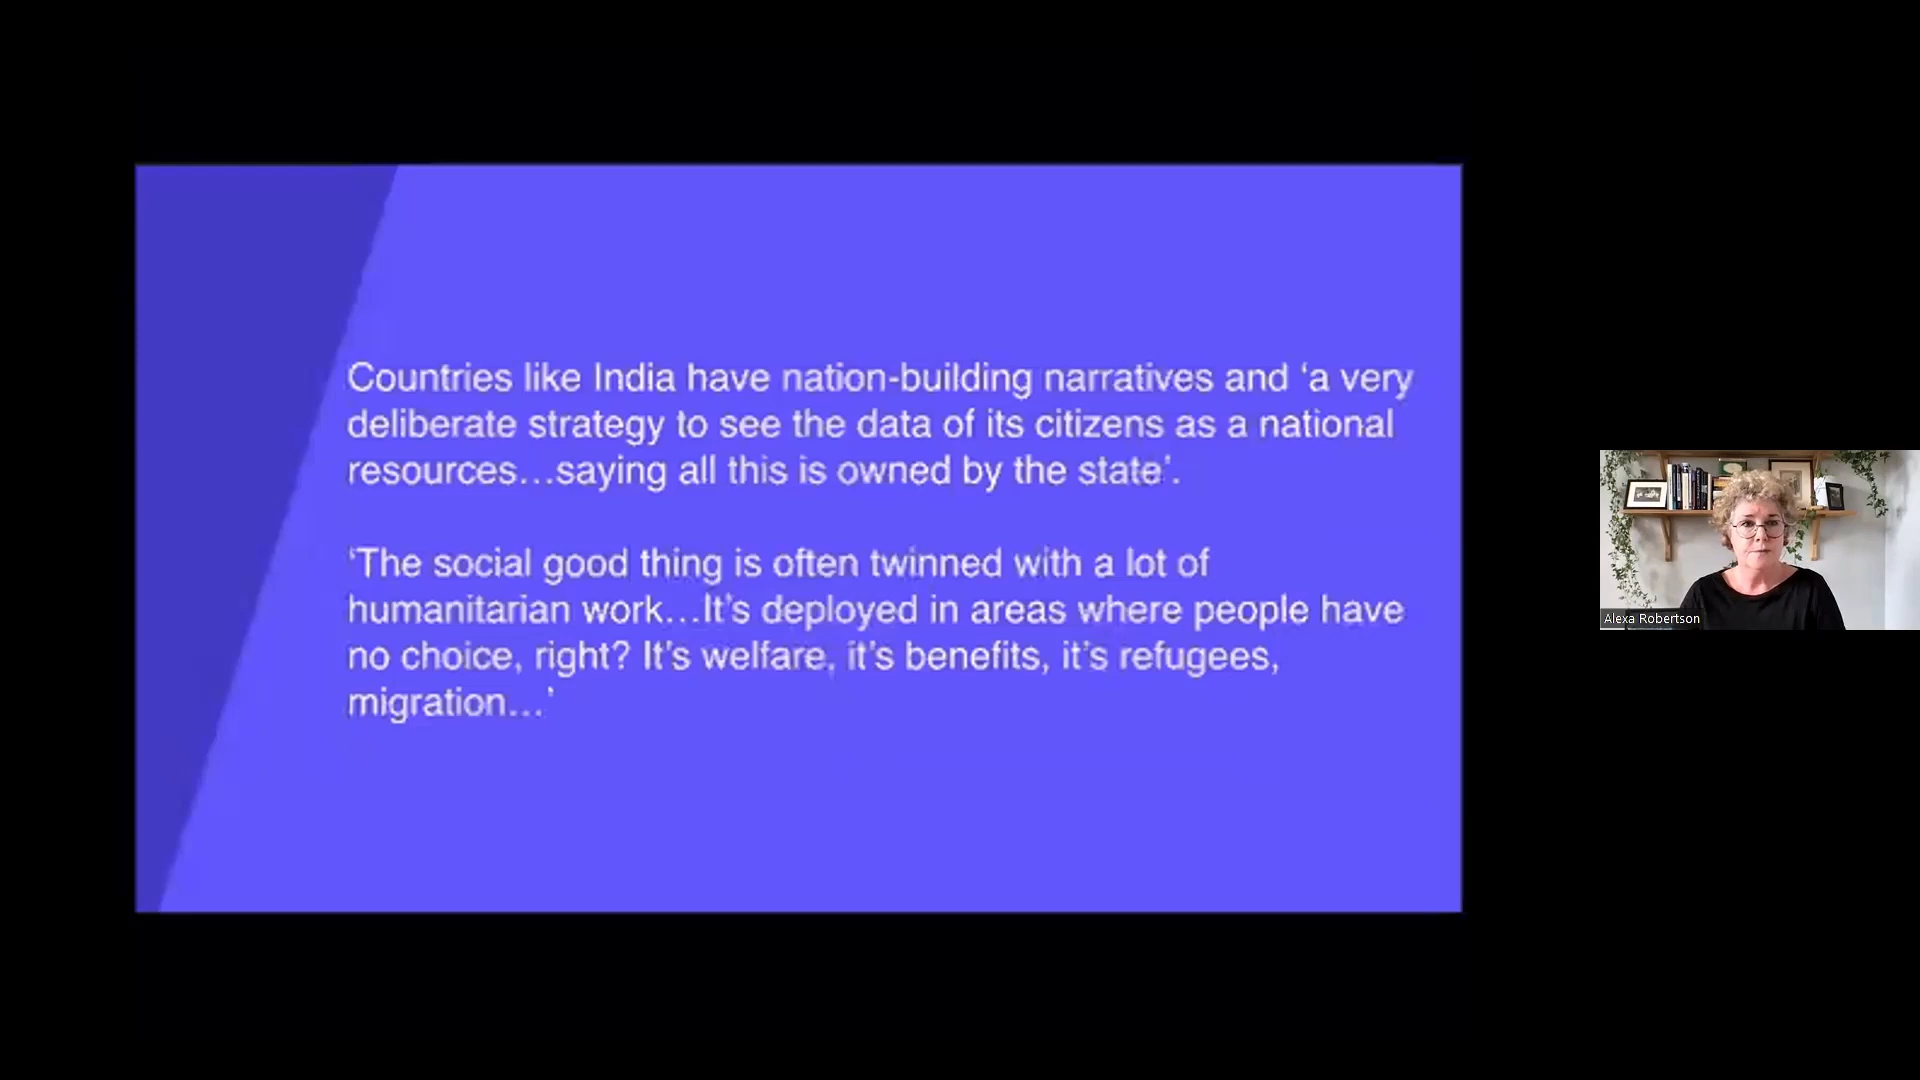 Countries like India have nation-building narratives and ‘a very
deliberate strategy to see the data of its citizens as a national
resources…saying all this is owned by the state’.
‘The social good thing is often twinned with a lot of
humanitarian work…It’s deployed in areas where people have
no choice, right? It’s welfare, it’s benefits, it’s refugees,
migration…’
Alexa Robertson